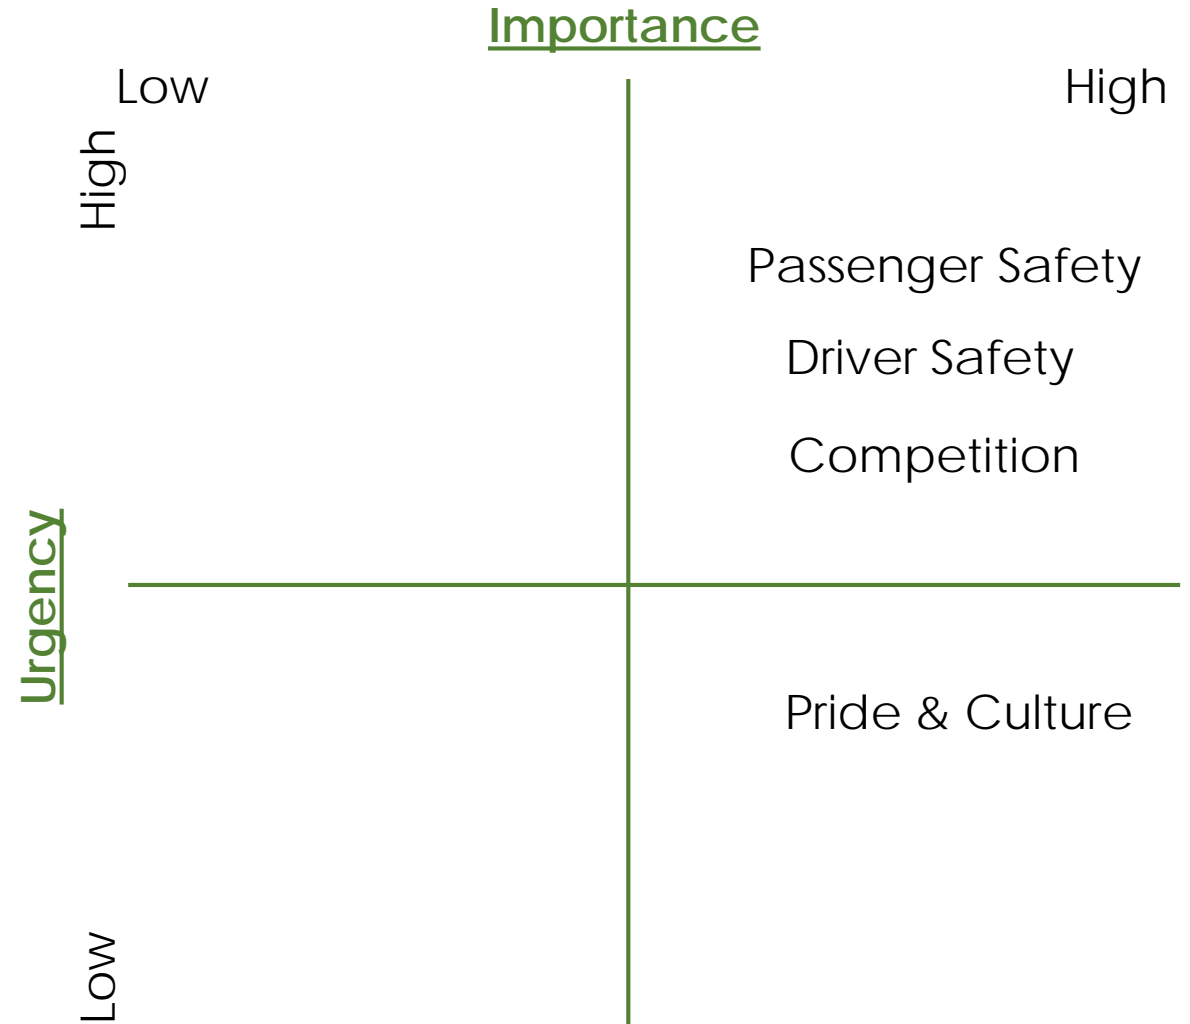 Importance
Low
High
High
Passenger Safety
Driver Safety
Competition
Urgency
Pride & Culture
Low